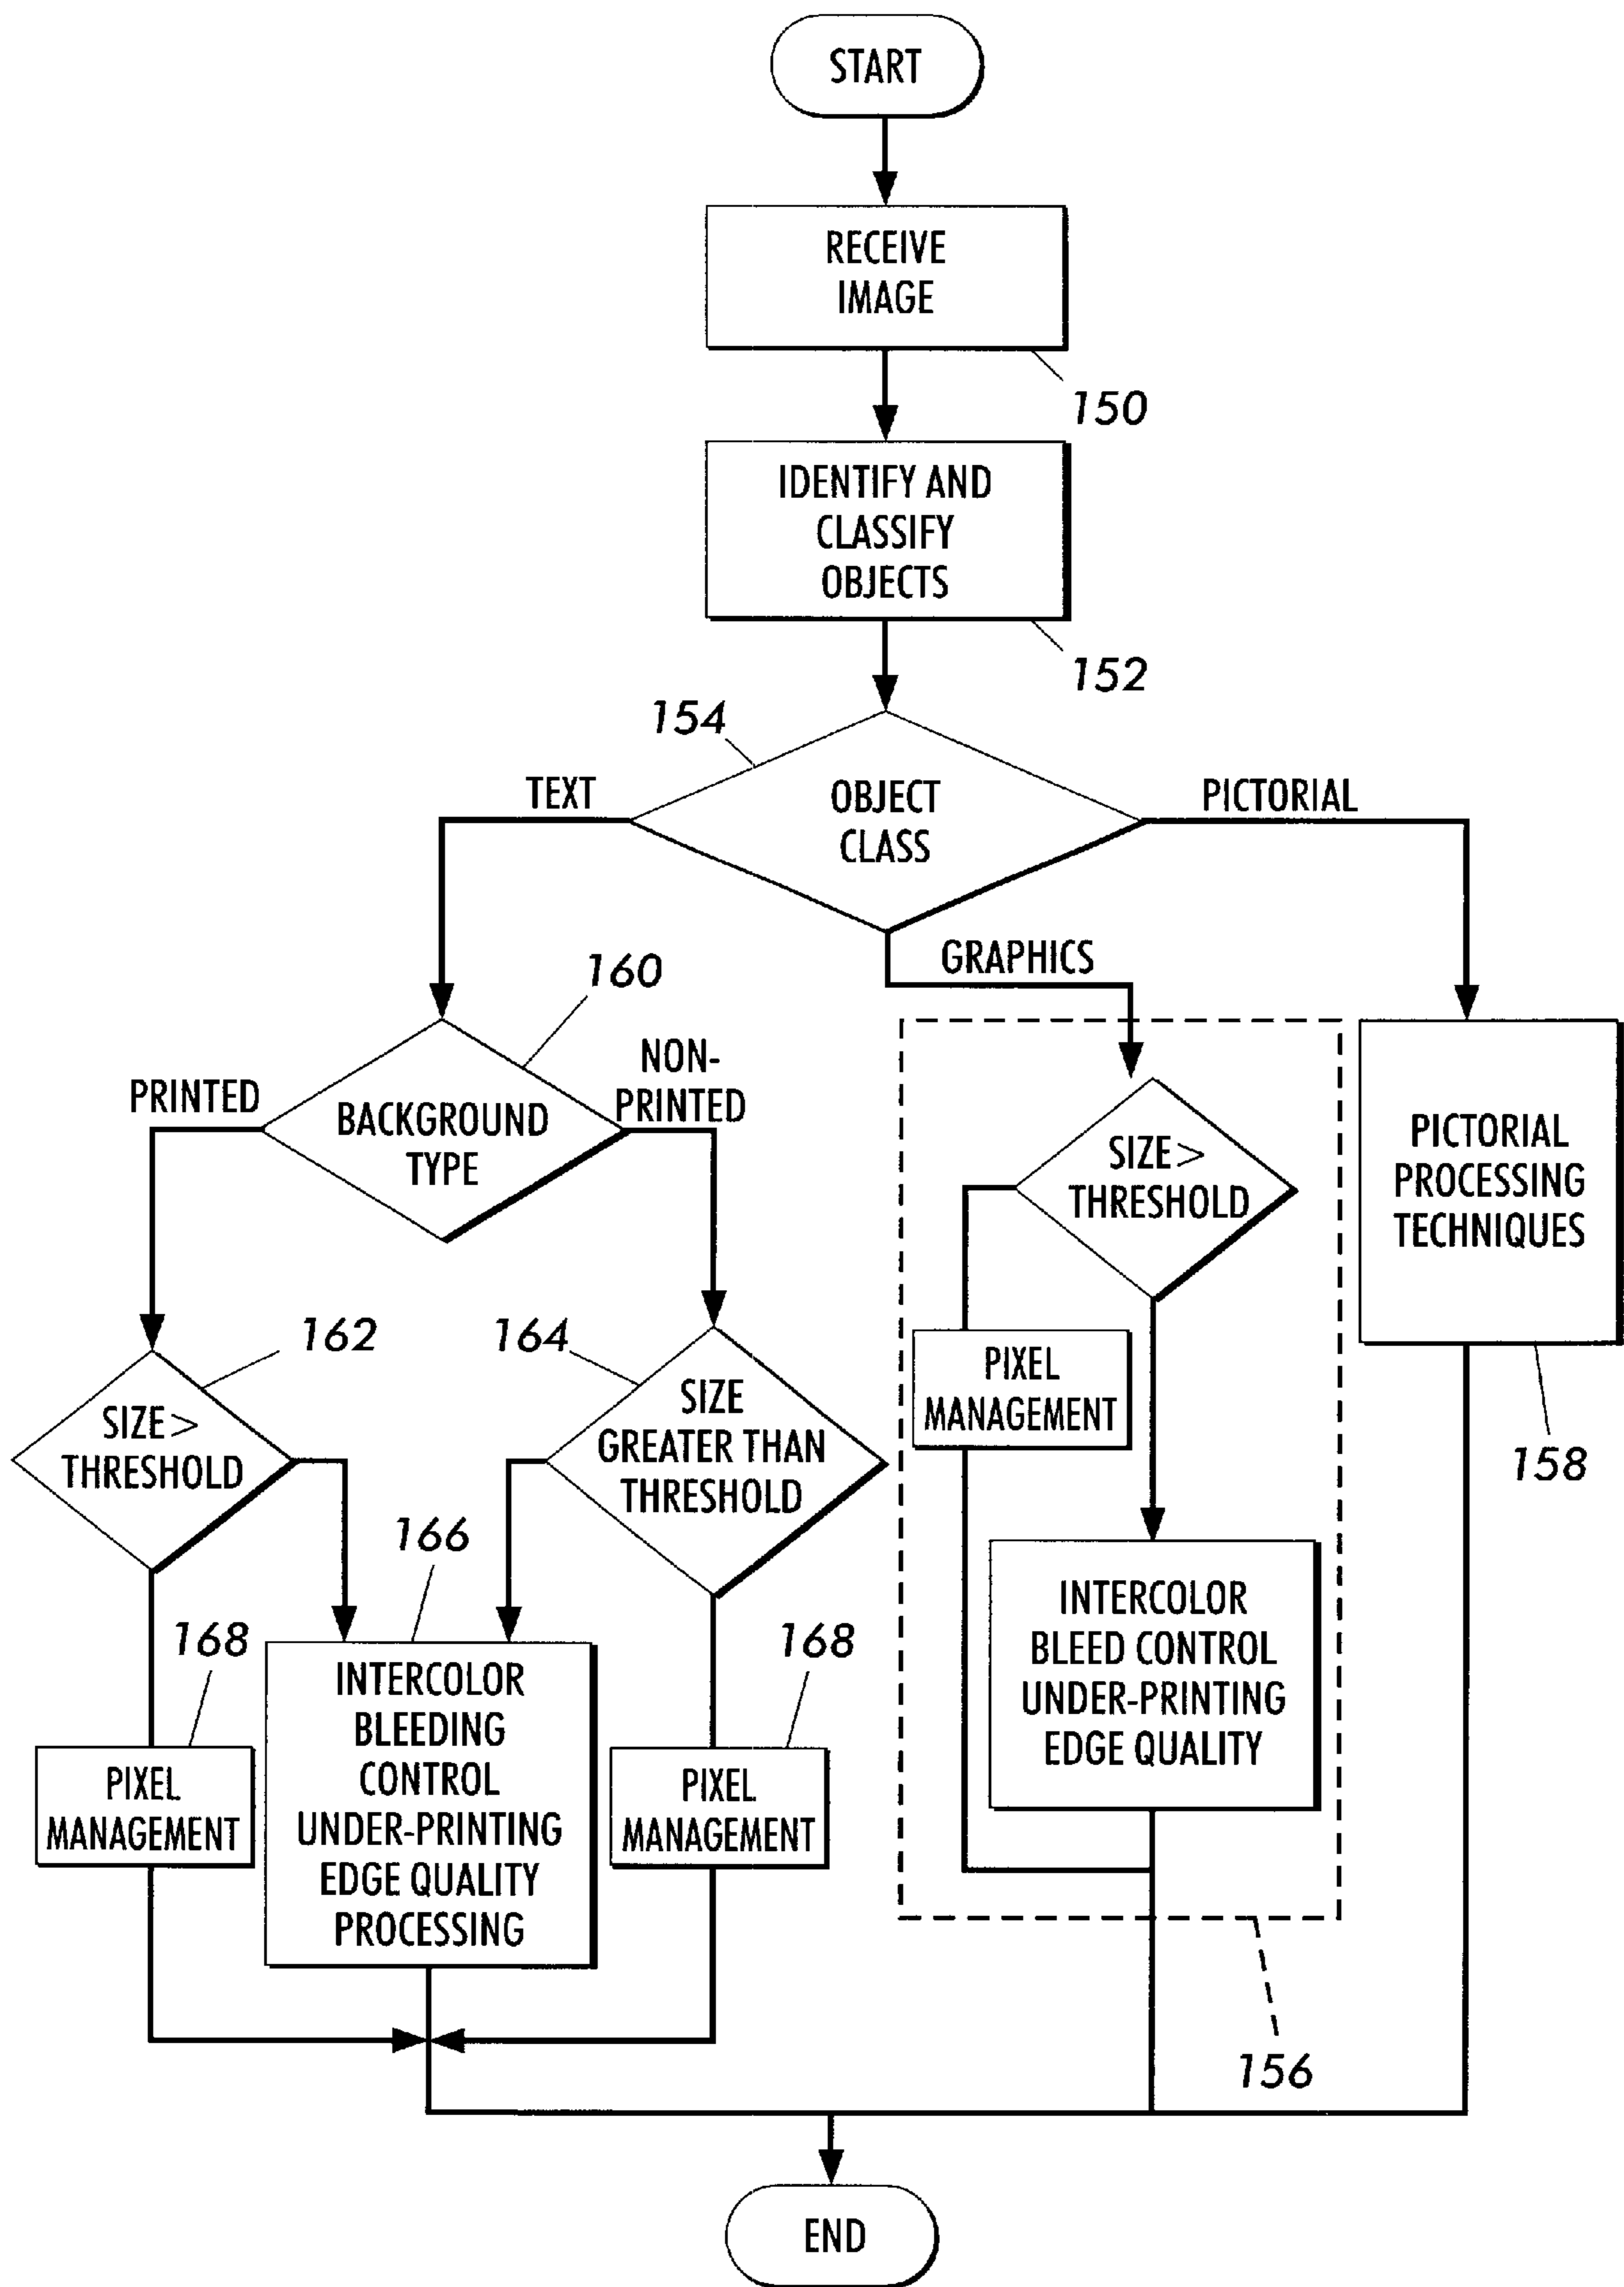 START
RECEIVE
IMAGE
150
IDENTIFY AND
CLASSIFY
OBJECTS
152
154
TEXT
OBJECT
CLASS
PICTORIAL
GRAPHICS
160
PRINTED
BACKGROUND
TYPE
NON-
PRINTED
SIZE >
THRESHOLD
PICTORIAL
PROCESSING
TECHNIQUES
158
162
SIZE >
THRESHOLD
164
SIZE
GREATER THAN
THRESHOLD
PIXEL
MANAGEMENT
166
168
PIXEL
MANAGEMENT
INTERCOLOR
BLEEDING
CONTROL
UNDER-PRINTING
EDGE QUALITY
PROCESSING
168
PIXEL
MANAGEMENT
INTERCOLOR
BLEED CONTROL
UNDER-PRINTING
EDGE QUALITY
156
END